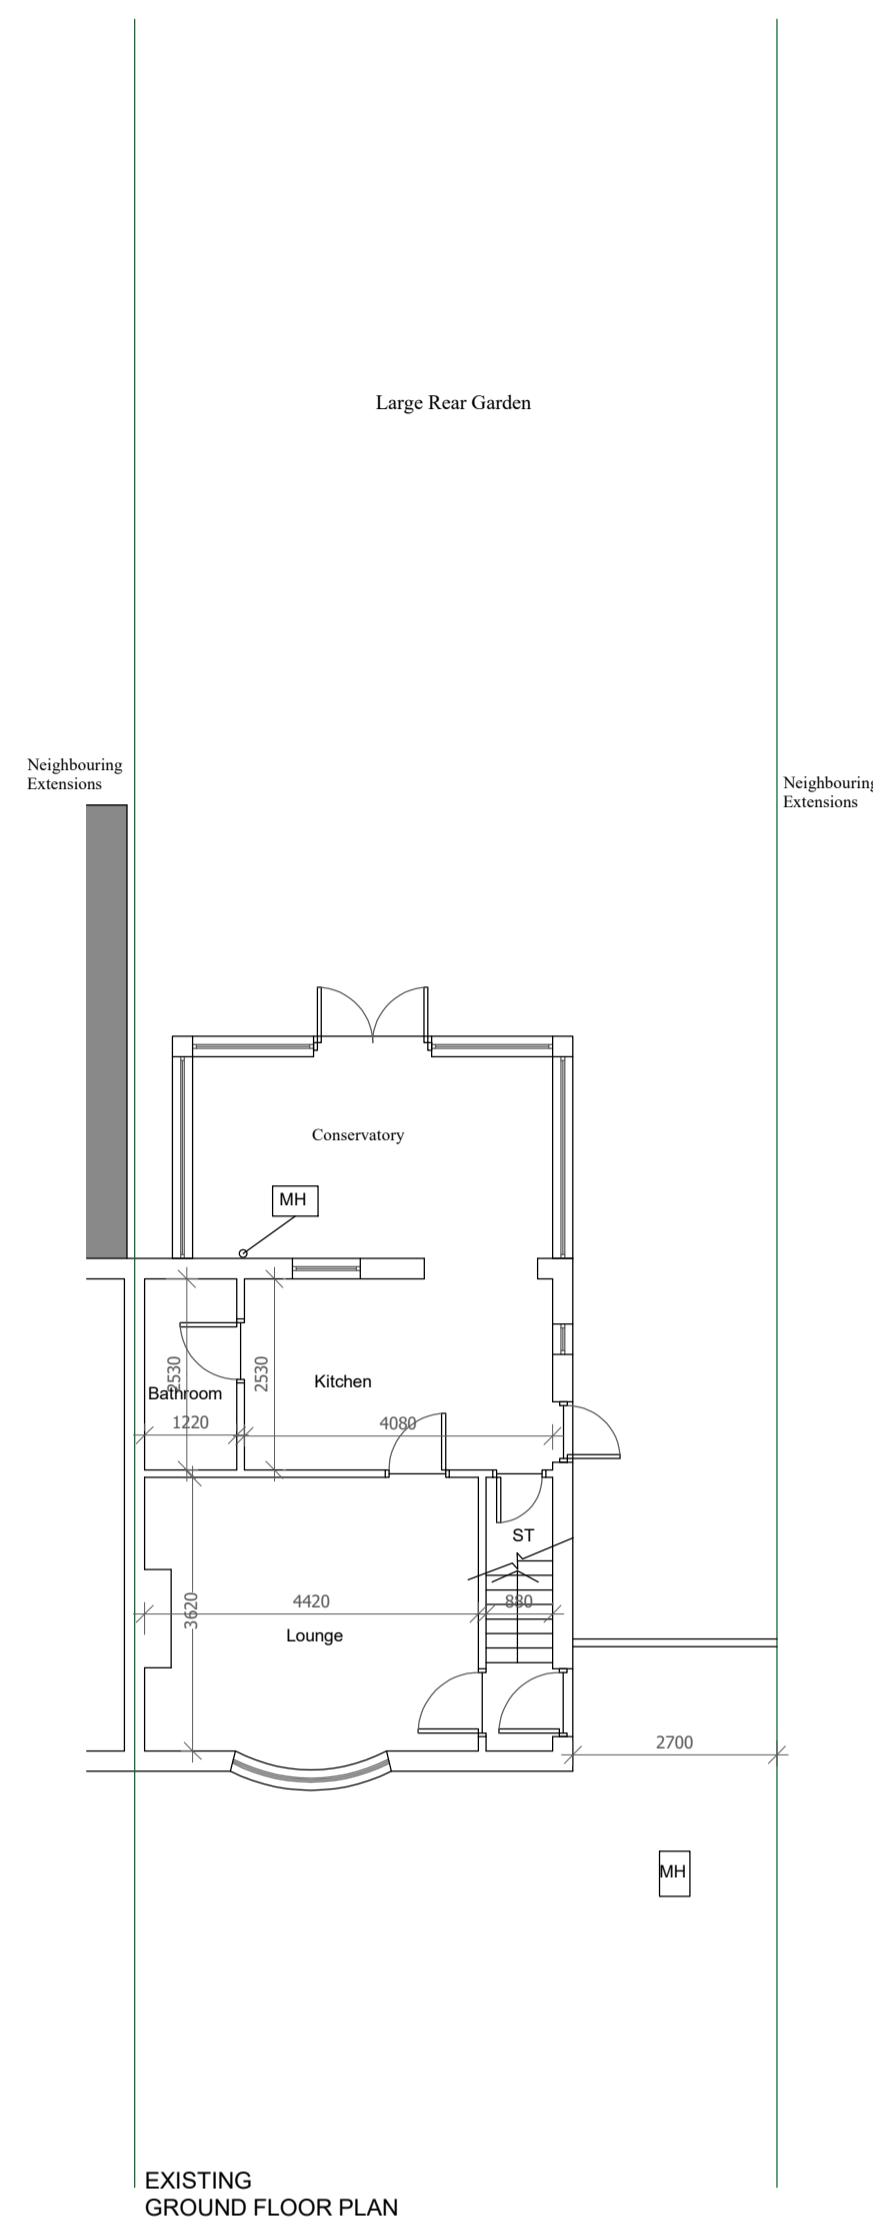 Large Rear Garden
Neighbouring
Extensions
Neighbouring
Extensions
Conservatory
MH
2530
2530
Kitchen
Bathroom
1220
4080
ST
4420
880
3620
Lounge
2700
MH
EXISTING
GROUND FLOOR PLAN